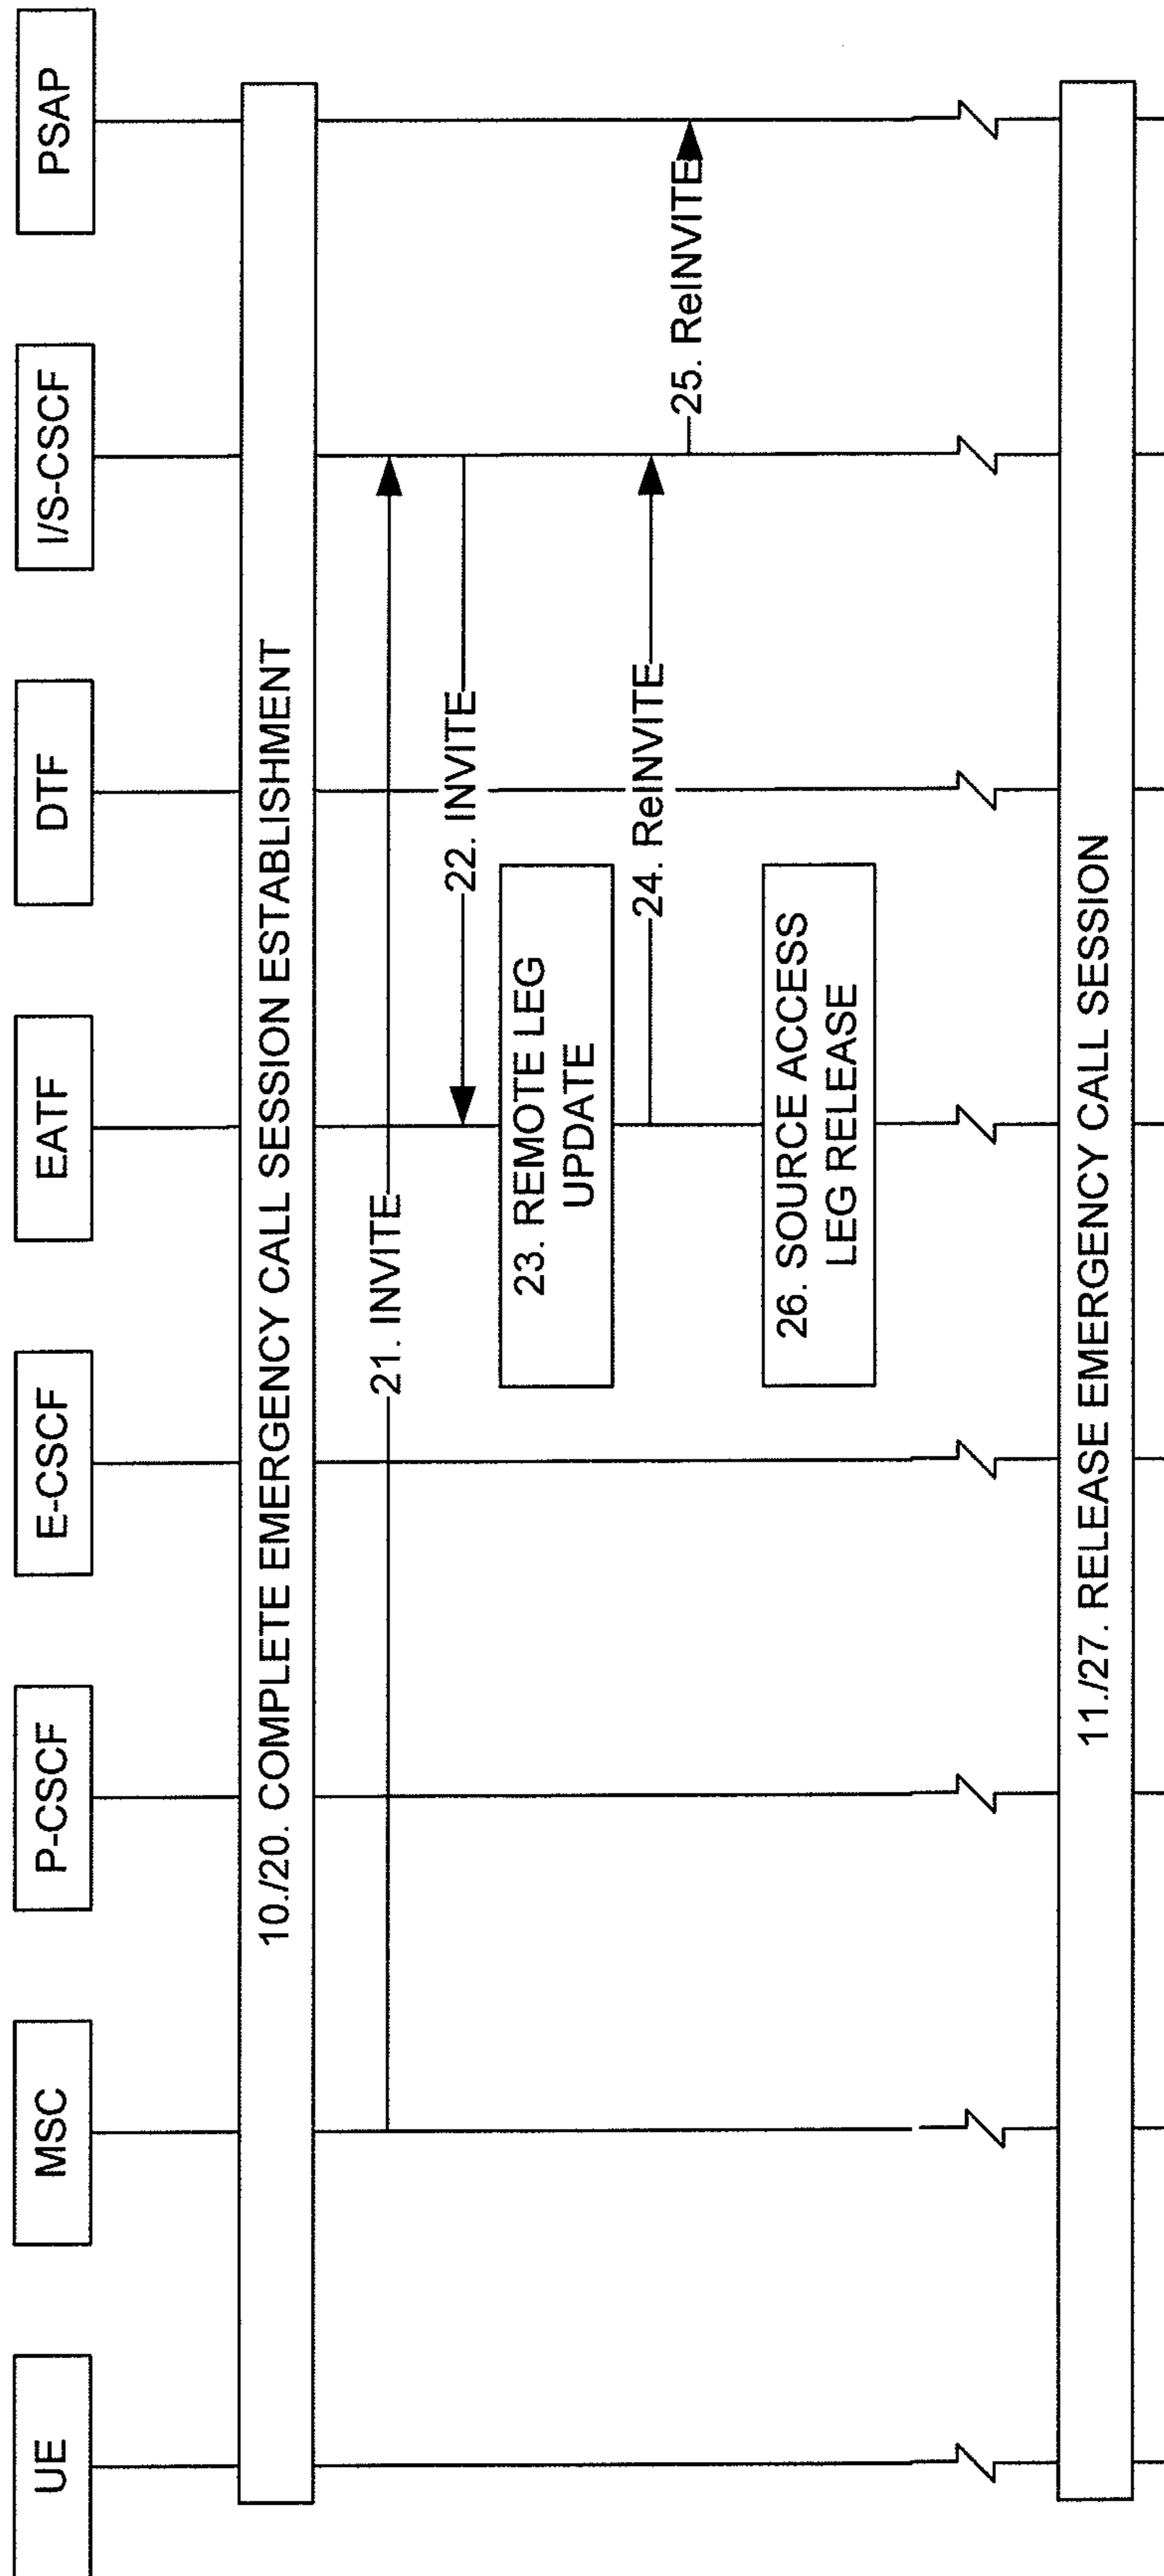 UE
MSC
P-CSCF
E-CSCF
EATF
DTF
I/S-CSCF
PSAP
10./20. COMPLETE EMERGENCY CALL SESSION ESTABLISHMENT
21. INVITE
22. INVITE
23. REMOTE LEG
UPDATE
24. ReINVITE
25. ReINVITE
26. SOURCE ACCESS
LEG RELEASE
11./27. RELEASE EMERGENCY CALL SESSION